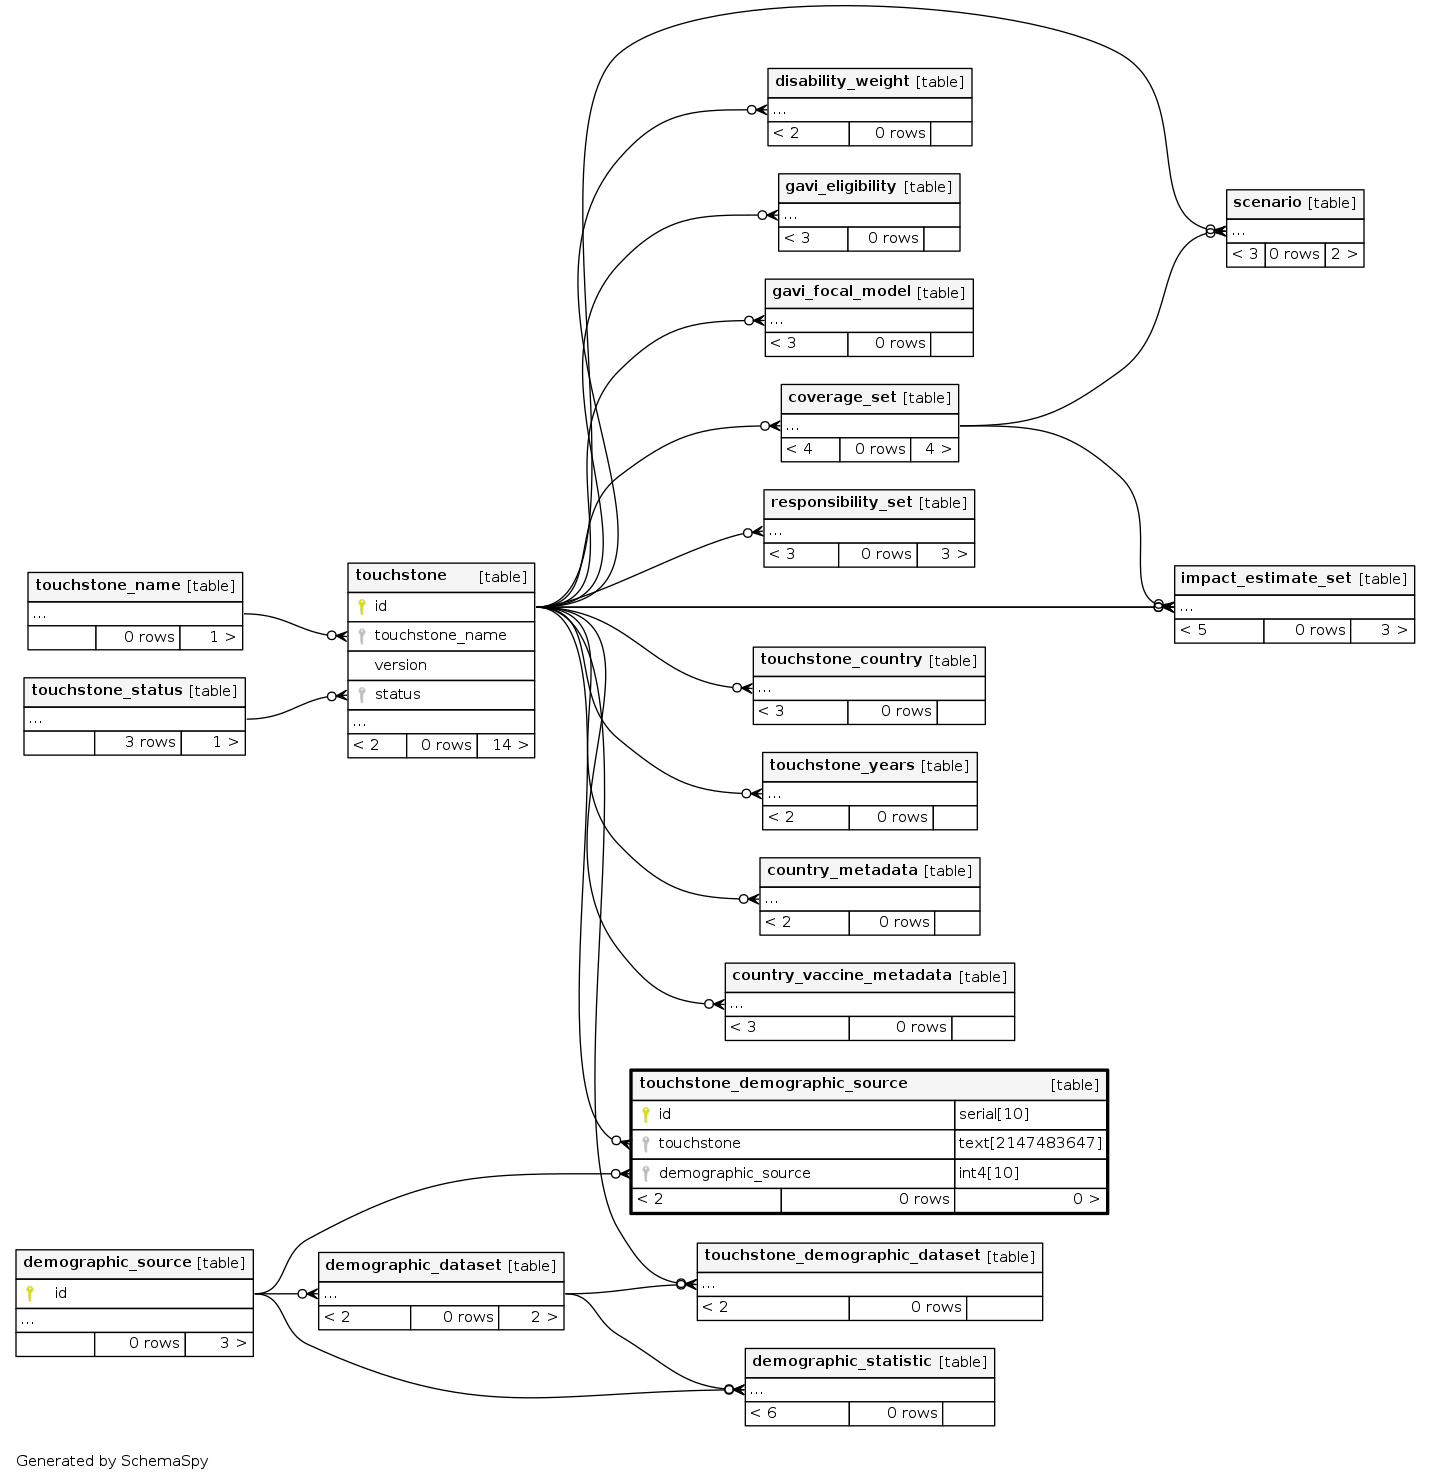 disability_weight [table]
...
< 2 0 rows
gavi_eligibility [table]
...
< 3 0 rows
scenario [table]
...
< 3 0 rows 2 >
gavi_focal_model [table]
...
< 3 0 rows
coverage_set [table]
...
< 4 0 rows 4 >
responsibility_set [table]
...
< 3 0 rows 3 >
touchstone_name [table]
...
0 rows 1 >
touchstone_status [table]
...
3 rows 1 >
touchstone [table]
id
touchstone_name
version
status
...
< 2 0 rows 14 >
impact_estimate_set [table]
...
< 5 0 rows 3 >
touchstone_country [table]
...
< 3 0 rows
touchstone_years [table]
...
< 2 0 rows
country_metadata [table]
...
< 2 0 rows
country_vaccine_metadata [table]
...
< 3 0 rows
touchstone_demographic_source [table]
id serial[10]
touchstone text[2147483647]
demographic_source int4[10]
< 2 0 rows 0 >
demographic_source [table]
id
...
0 rows 3 >
demographic_dataset [table]
...
< 2 0 rows 2 >
touchstone_demographic_dataset [table]
...
< 2 0 rows
demographic_statistic [table]
...
< 6 0 rows
Generated by SchemaSpy